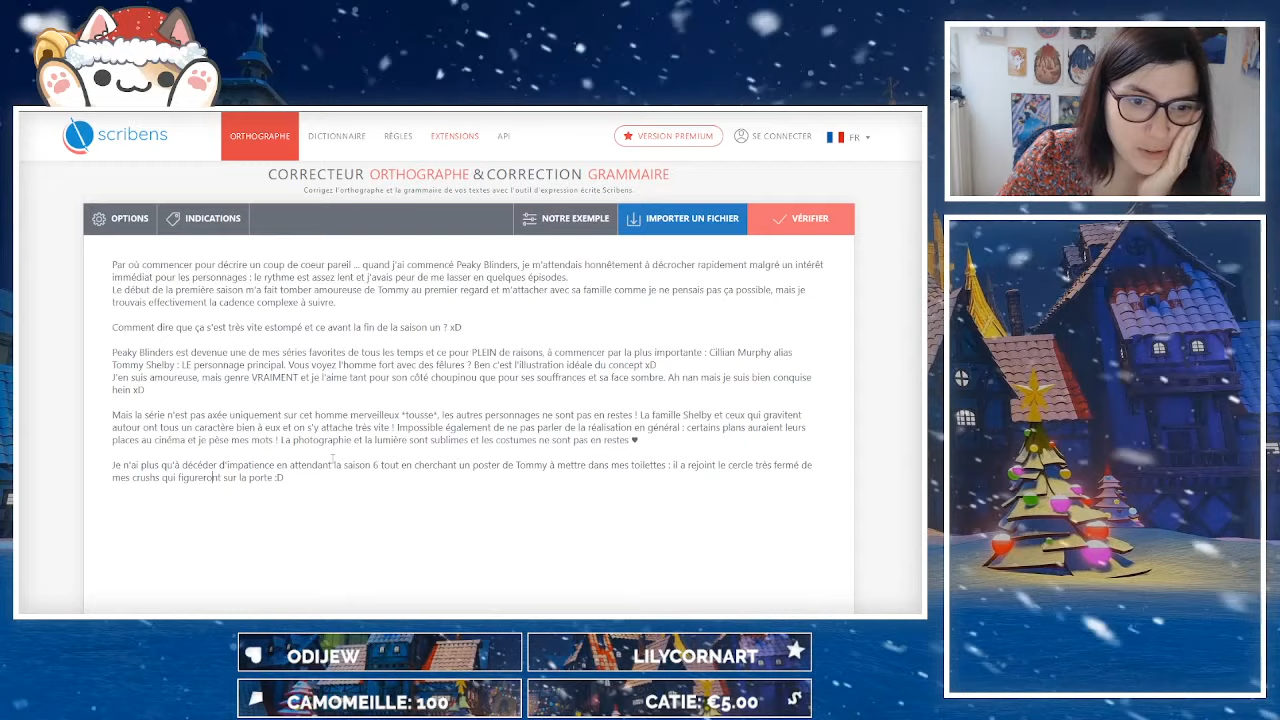 scribens
ORTHOGRAPHE
DICTIONNAIRE
RÈGLES
EXTENSIONS
API
VERSION PREMIUM
SE CONNECTER
FR
CORRECTEUR ORTHOGRAPHE & CORRECTION GRAMMAIRE
Corrigez l'orthographe et la grammaire de vos textes avec l'outil d'expression écrite Scribens.
OPTIONS
INDICATIONS
NOTRE EXEMPLE
IMPORTER UN FICHIER
VÉRIFIER
Par où commencer pour décrire un coup de coeur pareil ... quand j'ai commencé Peaky Blinders, je m'attendais honnêtement à décrocher rapidement malgré un intérêt
immédiat pour les personnages : le rythme est assez lent et j'avais peur de me lasser en quelques épisodes.
Le début de la première saison m'a fait tomber amoureuse de Tommy au premier regard et m'attacher avec sa famille comme je ne pensais pas ça possible, mais je
trouvais effectivement la cadence complexe à suivre.
Comment dire que ça s'est très vite estompé et ce avant la fin de la saison un ? xD
Peaky Blinders est devenue une de mes séries favorites de tous les temps et ce pour PLEIN de raisons, à commencer par la plus importante : Cillian Murphy alias
Tommy Shelby : LE personnage principal. Vous voyez l'homme fort avec des fêlures ? Ben c'est l'illustration idéale du concept xD
J'en suis amoureuse, mais genre VRAIMENT et je l'aime tant pour son côté choupinou que pour ses souffrances et sa face sombre. Ah nan mais je suis bien conquise
hein xD
Mais la série n'est pas axée uniquement sur cet homme merveilleux *tousse*, les autres personnages ne sont pas en restes ! La famille Shelby et ceux qui gravitent
autour ont tous un caractère bien à eux et on s'y attache très vite ! Impossible également de ne pas parler de la réalisation en général : certains plans auraient leurs
places au cinéma et je pèse mes mots ! La photographie et la lumière sont sublimes et les costumes ne sont pas en restes ♥
Je n'ai plus qu'à décéder d'impatience en attendant la saison 6 tout en cherchant un poster de Tommy à mettre dans mes toilettes : il a rejoint le cercle très fermé de
mes crushs qui figureront sur la porte :D
ODIJEW
LILYCORNART
CAMOMEILLE: 100
CATIE: €5.00